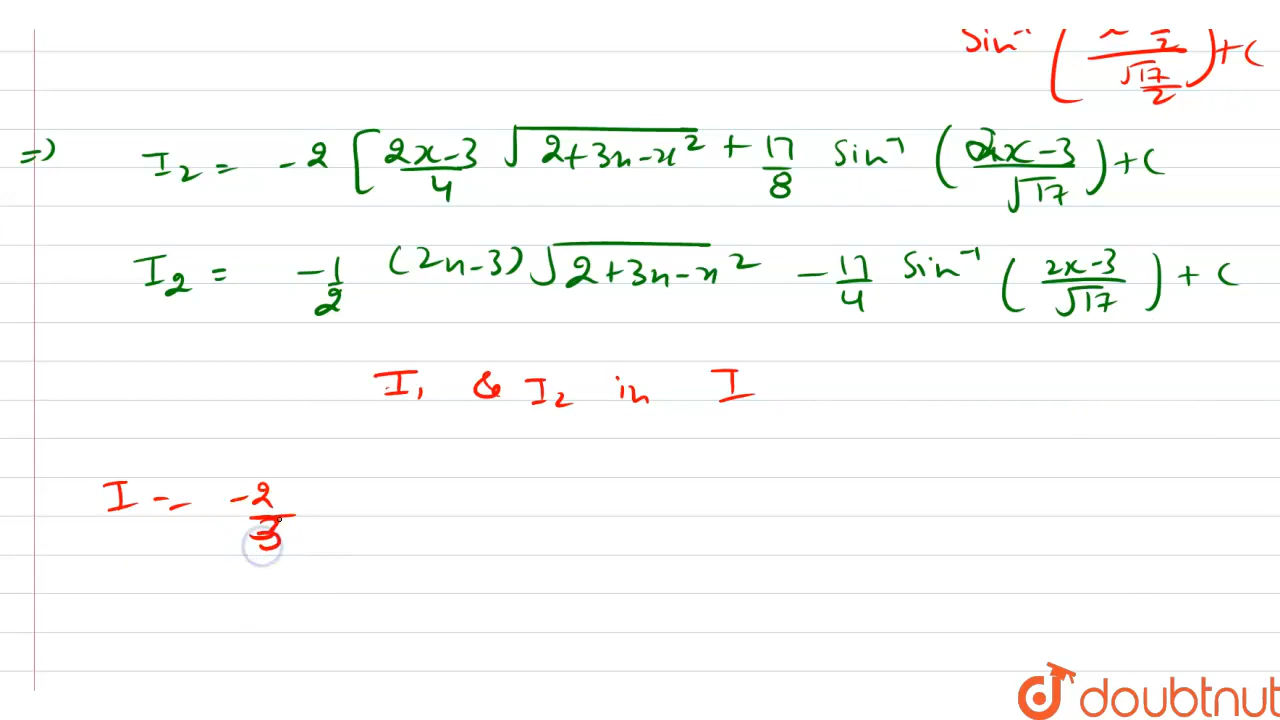 sin⁻¹ ( / √17/2 ) + C
=> I₂ = -2 [ 2x-3/4 √2+3x-x² + 17/8 sin⁻¹ ( 2x-3/√17 ) + C
I₂ = -1/2 (2x-3) √2+3x-x² - 17/4 sin⁻¹ ( 2x-3/√17 ) + C
I₁ & I₂ in I
I = -2/3
doubtnut